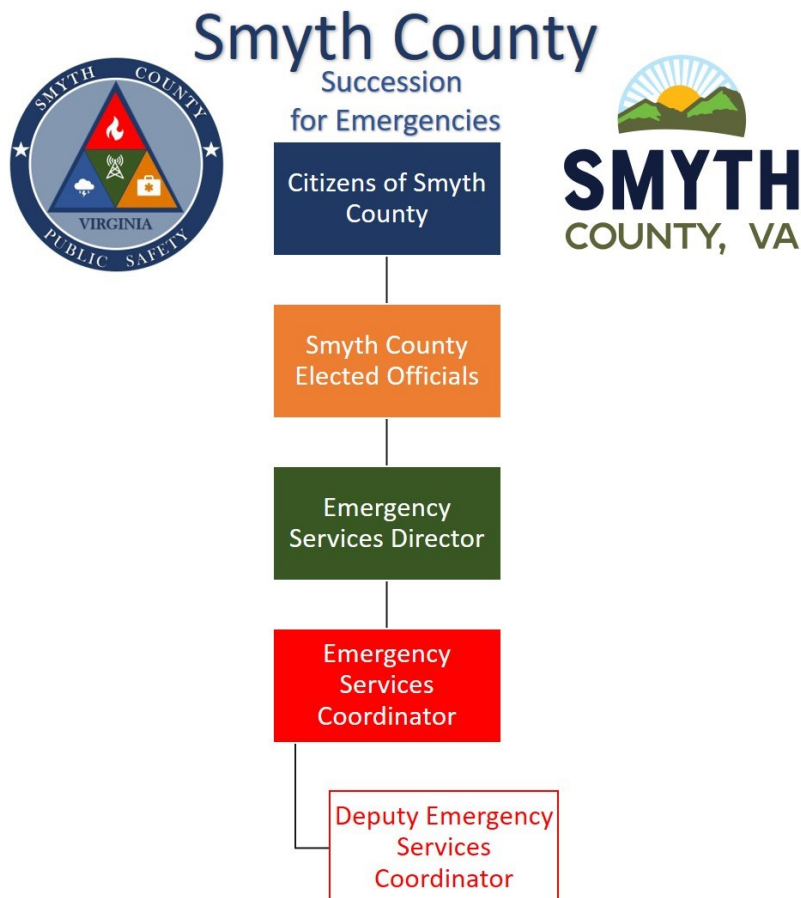 Smyth County
Succession
for Emergencies
SMYTH COUNTY
VIRGINIA
PUBLIC SAFETY
SMYTH
COUNTY, VA
Citizens of Smyth
County
Smyth County
Elected Officials
Emergency
Services Director
Emergency
Services
Coordinator
Deputy Emergency
Services
Coordinator